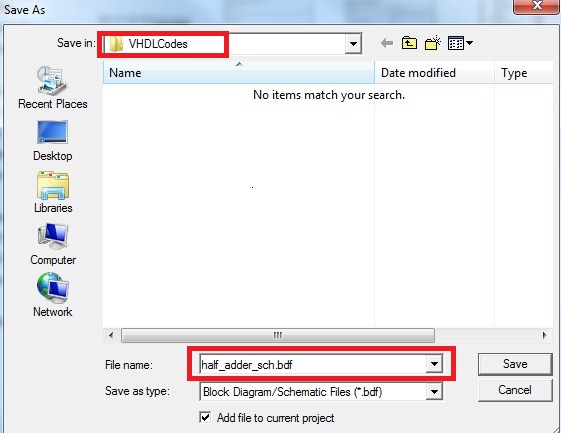 Save As
Save in: VHDLCodes
Name Date modified Type
No items match your search.
Recent Places
Desktop
Libraries
Computer
Network
File name: half_adder_sch.bdf Save
Save as type: Block Diagram/Schematic Files (*.bdf) Cancel
Add file to current project